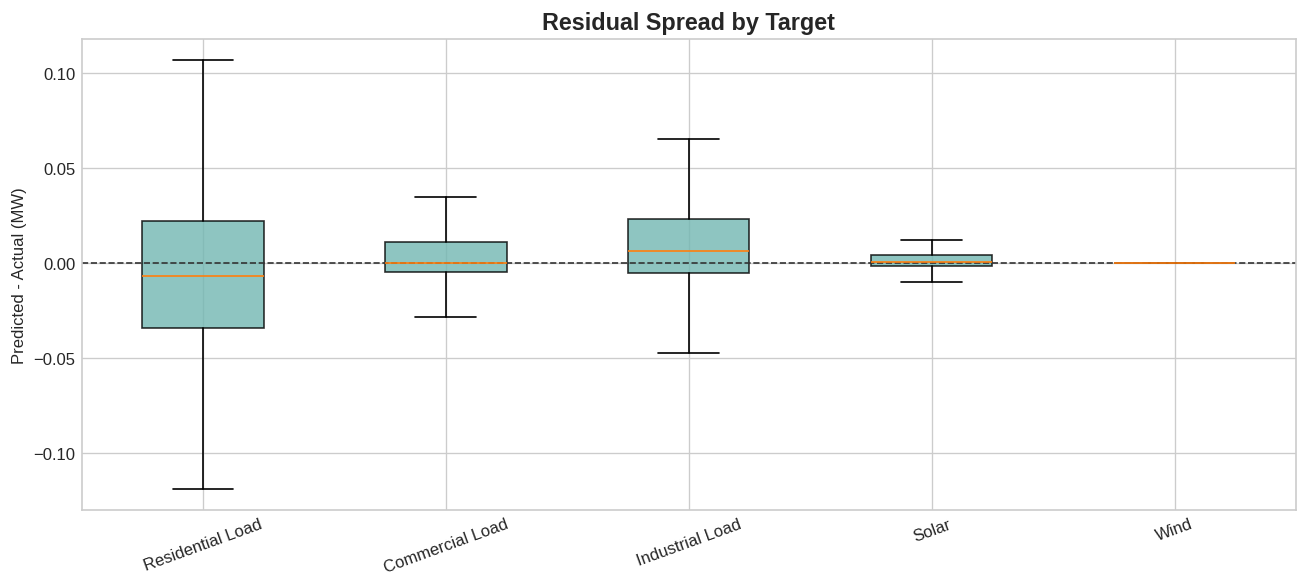 Residual Spread by Target
Predicted - Actual (MW)
0.10
0.05
0.00
−0.05
−0.10
Residential Load
Commercial Load
Industrial Load
Solar
Wind